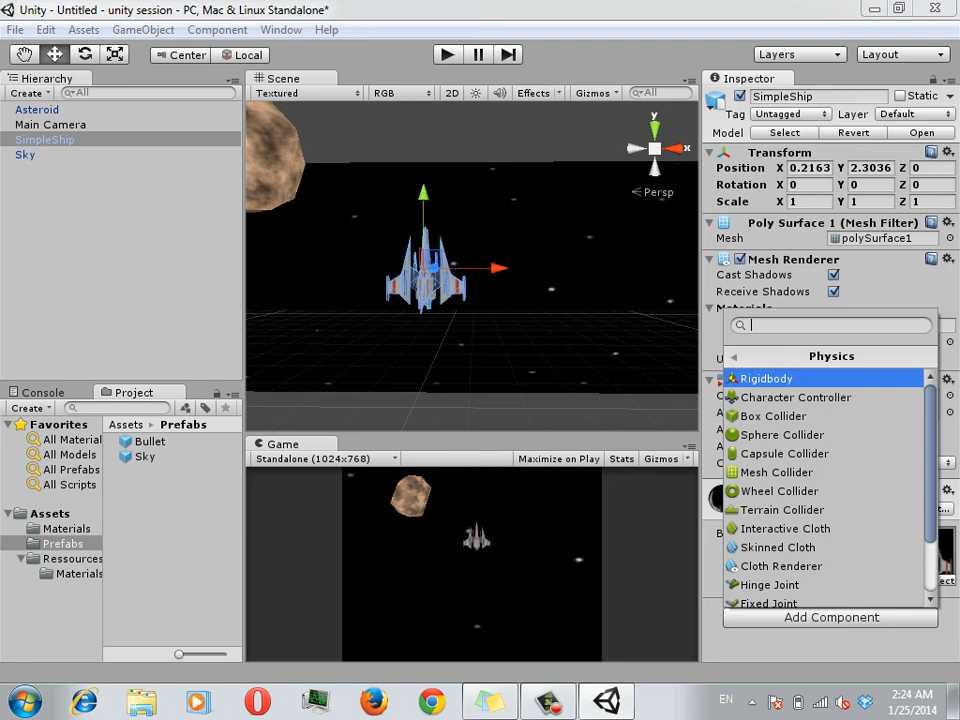 Unity - Untitled - unity session - PC, Mac & Linux Standalone*
File Edit Assets GameObject Component Window Help
Center Local Layers Layout
Hierarchy
Create All
Asteroid
Main Camera
SimpleShip
Sky
Scene
Textured RGB 2D Effects Gizmos All
y
x
Persp
Game
Standalone (1024x768) Maximize on Play Stats Gizmos
Console Project
Create
Favorites
All Material
All Models
All Prefabs
All Scripts
Assets
Materials
Prefabs
Ressources
Materials
Assets Prefabs
Bullet
Sky
Inspector
SimpleShip Static
Tag Untagged Layer Default
Model Select Revert Open
Transform
Position X 0.2163 Y 2.3036 Z 0
Rotation X 0 Y 0 Z 0
Scale X 1 Y 1 Z 1
Poly Surface 1 (Mesh Filter)
Mesh polySurface1
Mesh Renderer
Cast Shadows
Receive Shadows
Materials
Physics
Rigidbody
Character Controller
Box Collider
Sphere Collider
Capsule Collider
Mesh Collider
Wheel Collider
Terrain Collider
Interactive Cloth
Skinned Cloth
Cloth Renderer
Hinge Joint
Fixed Joint
Add Component
EN 2:24 AM
1/25/2014